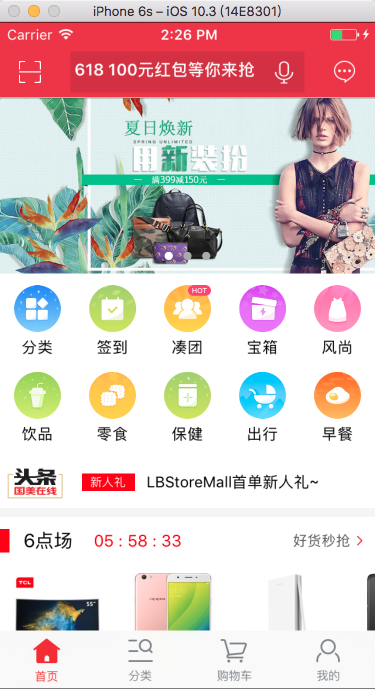 iPhone 6s – iOS 10.3 (14E8301)
Carrier 2:26 PM
618 100元红包等你来抢
夏日焕新
SPRING UNLIMITED
用新装扮
满399减150元
HOT
分类 签到 凑团 宝箱 风尚
饮品 零食 保健 出行 早餐
头条 新人礼 LBStoreMall首单新人礼~
国美在线
6点场 05 : 58 : 33 好货秒抢
TCL
55"
首页 分类 购物车 我的